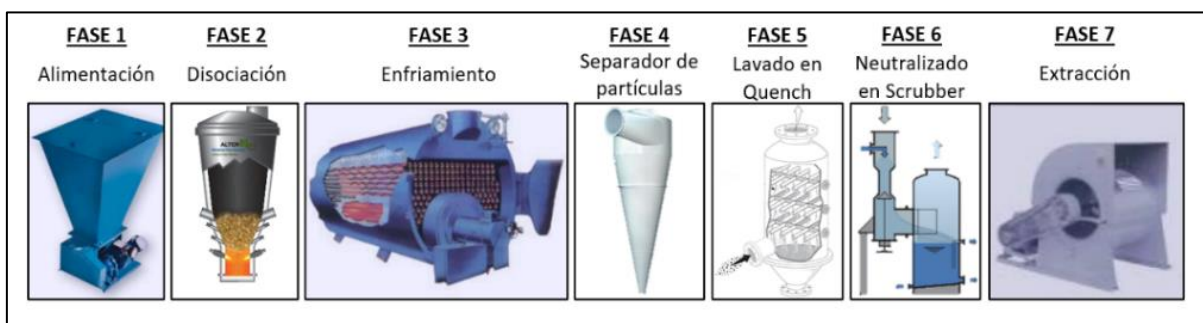 FASE 1
Alimentación
FASE 2
Disociación
FASE 3
Enfriamiento
FASE 4
Separador de
partículas
FASE 5
Lavado en
Quench
FASE 6
Neutralizado
en Scrubber
FASE 7
Extracción